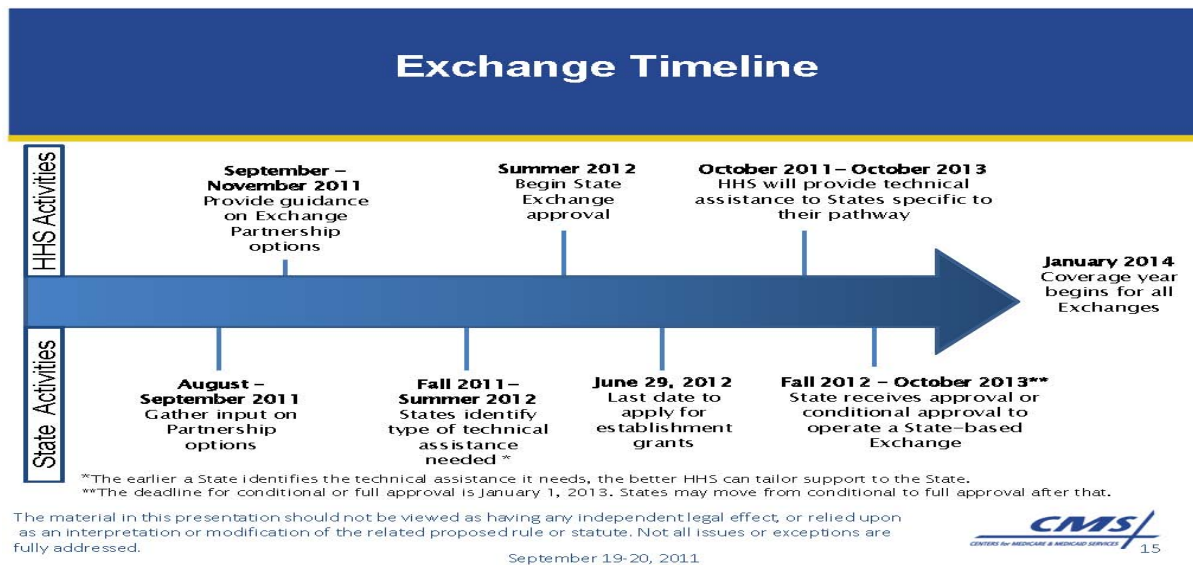 Exchange Timeline
HHS Activities
September –
November 2011
Provide guidance
on Exchange
Partnership
options
Summer 2012
Begin State
Exchange
approval
October 2011– October 2013
HHS will provide technical
assistance to States specific to
their pathway
January 2014
Coverage year
begins for all
Exchanges
State Activities
August –
September 2011
Gather input on
Partnership
options
Fall 2011–
Summer 2012
States identify
type of technical
assistance
needed *
June 29, 2012
Last date to
apply for
establishment
grants
Fall 2012 – October 2013**
State receives approval or
conditional approval to
operate a State-based
Exchange
*The earlier a State identifies the technical assistance it needs, the better HHS can tailor support to the State.
**The deadline for conditional or full approval is January 1, 2013. States may move from conditional to full approval after that.
The material in this presentation should not be viewed as having any independent legal effect, or relied upon
as an interpretation or modification of the related proposed rule or statute. Not all issues or exceptions are
fully addressed.
September 19-20, 2011
CMS
CENTERS for MEDICARE & MEDICAID SERVICES
15